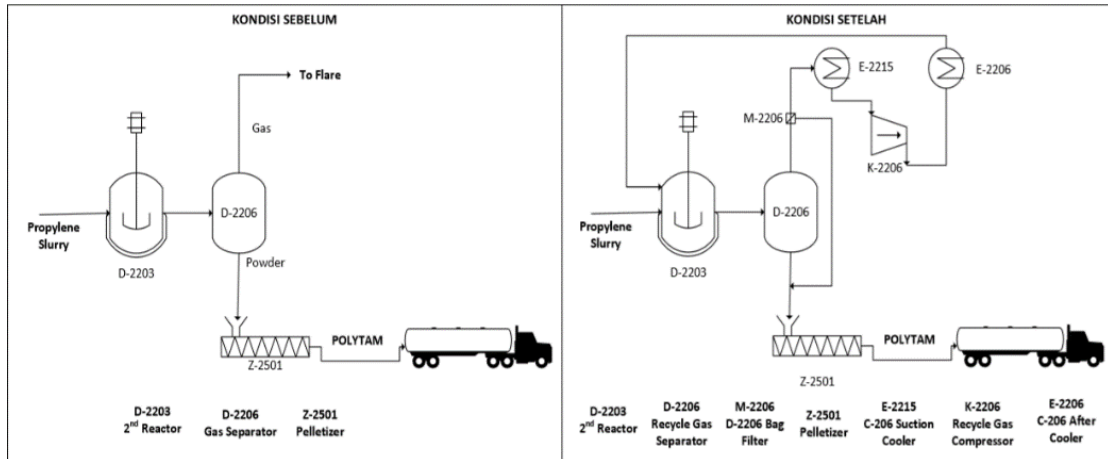 KONDISI SEBELUM
To Flare
Gas
D-2206
Propylene
Slurry
D-2203
Powder
POLYTAM
Z-2501
D-2203
2nd Reactor
D-2206
Gas Separator
Z-2501
Pelletizer
KONDISI SETELAH
E-2215
E-2206
M-2206
K-2206
D-2206
Propylene
Slurry
D-2203
POLYTAM
Z-2501
D-2203
2nd Reactor
D-2206
Recycle Gas
Separator
M-2206
D-2206 Bag
Filter
Z-2501
Pelletizer
E-2215
C-206 Suction
Cooler
K-2206
Recycle Gas
Compressor
E-2206
C-206 After
Cooler